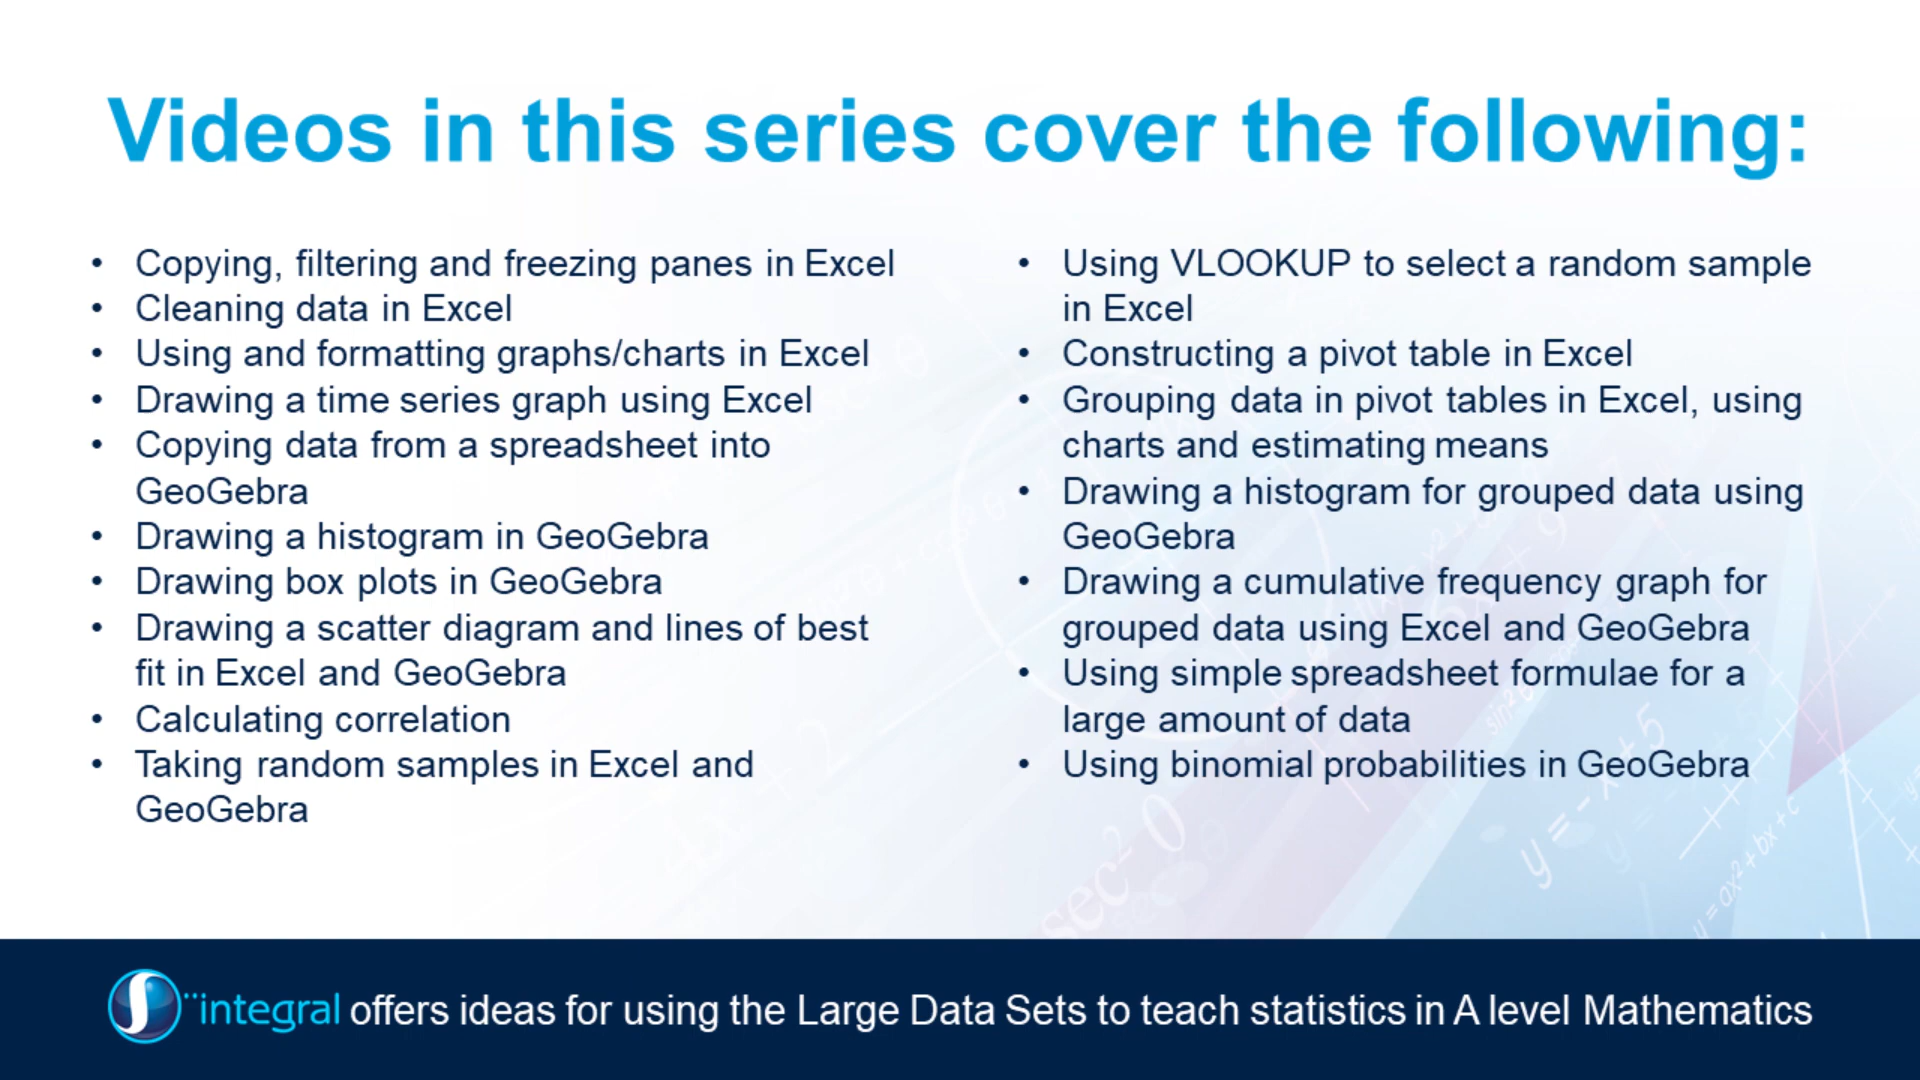 Videos in this series cover the following:
• Copying, filtering and freezing panes in Excel
• Cleaning data in Excel
• Using and formatting graphs/charts in Excel
• Drawing a time series graph using Excel
• Copying data from a spreadsheet into
GeoGebra
• Drawing a histogram in GeoGebra
• Drawing box plots in GeoGebra
• Drawing a scatter diagram and lines of best
fit in Excel and GeoGebra
• Calculating correlation
• Taking random samples in Excel and
GeoGebra
• Using VLOOKUP to select a random sample
in Excel
• Constructing a pivot table in Excel
• Grouping data in pivot tables in Excel, using
charts and estimating means
• Drawing a histogram for grouped data using
GeoGebra
• Drawing a cumulative frequency graph for
grouped data using Excel and GeoGebra
• Using simple spreadsheet formulae for a
large amount of data
• Using binomial probabilities in GeoGebra
sec² θ
y = -x + 5
y = ax² + bx + c
integral offers ideas for using the Large Data Sets to teach statistics in A level Mathematics